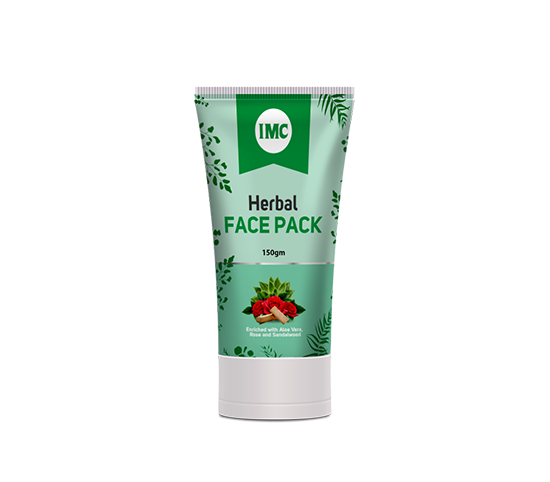 IMC
Herbal
FACE PACK
150gm
Enriched with Aloe Vera,
Rose and Sandalwood